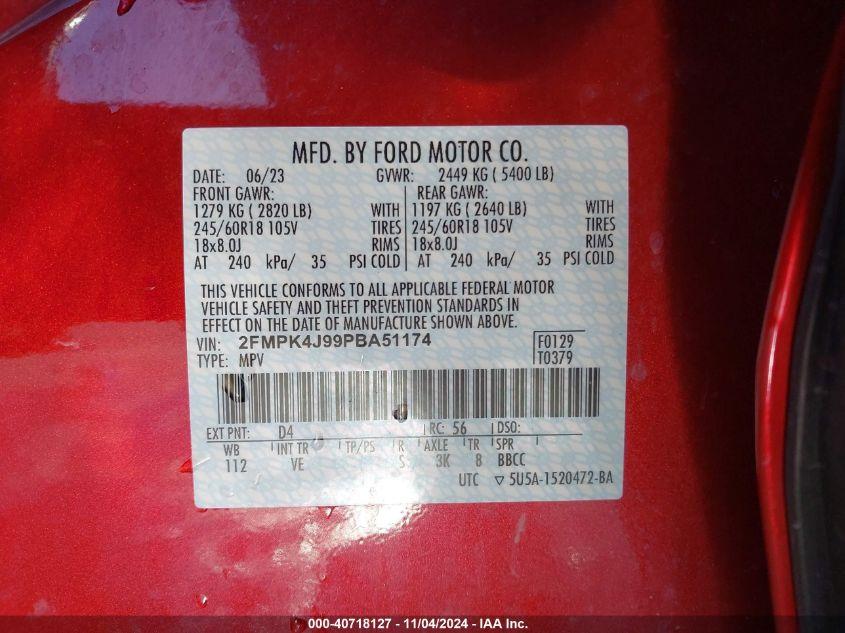 MFD. BY FORD MOTOR CO.
DATE: 06/23 GVWR: 2449 KG ( 5400 LB)
FRONT GAWR: REAR GAWR:
1279 KG ( 2820 LB) WITH 1197 KG ( 2640 LB) WITH
245/60R18 105V TIRES 245/60R18 105V TIRES
18x8.0J RIMS 18x8.0J RIMS
AT 240 kPa/ 35 PSI COLD AT 240 kPa/ 35 PSI COLD
THIS VEHICLE CONFORMS TO ALL APPLICABLE FEDERAL MOTOR
VEHICLE SAFETY AND THEFT PREVENTION STANDARDS IN
EFFECT ON THE DATE OF MANUFACTURE SHOWN ABOVE.
VIN: 2FMPK4J99PBA51174 F0129
TYPE: MPV T0379
EXT PNT: D4 RC: 56 DSO:
WB INT TR TP/PS R AXLE TR SPR
112 VE S 3K 8 BBCC
UTC ▽ 5U5A-1520472-BA
000-40718127 - 11/04/2024 - IAA Inc.